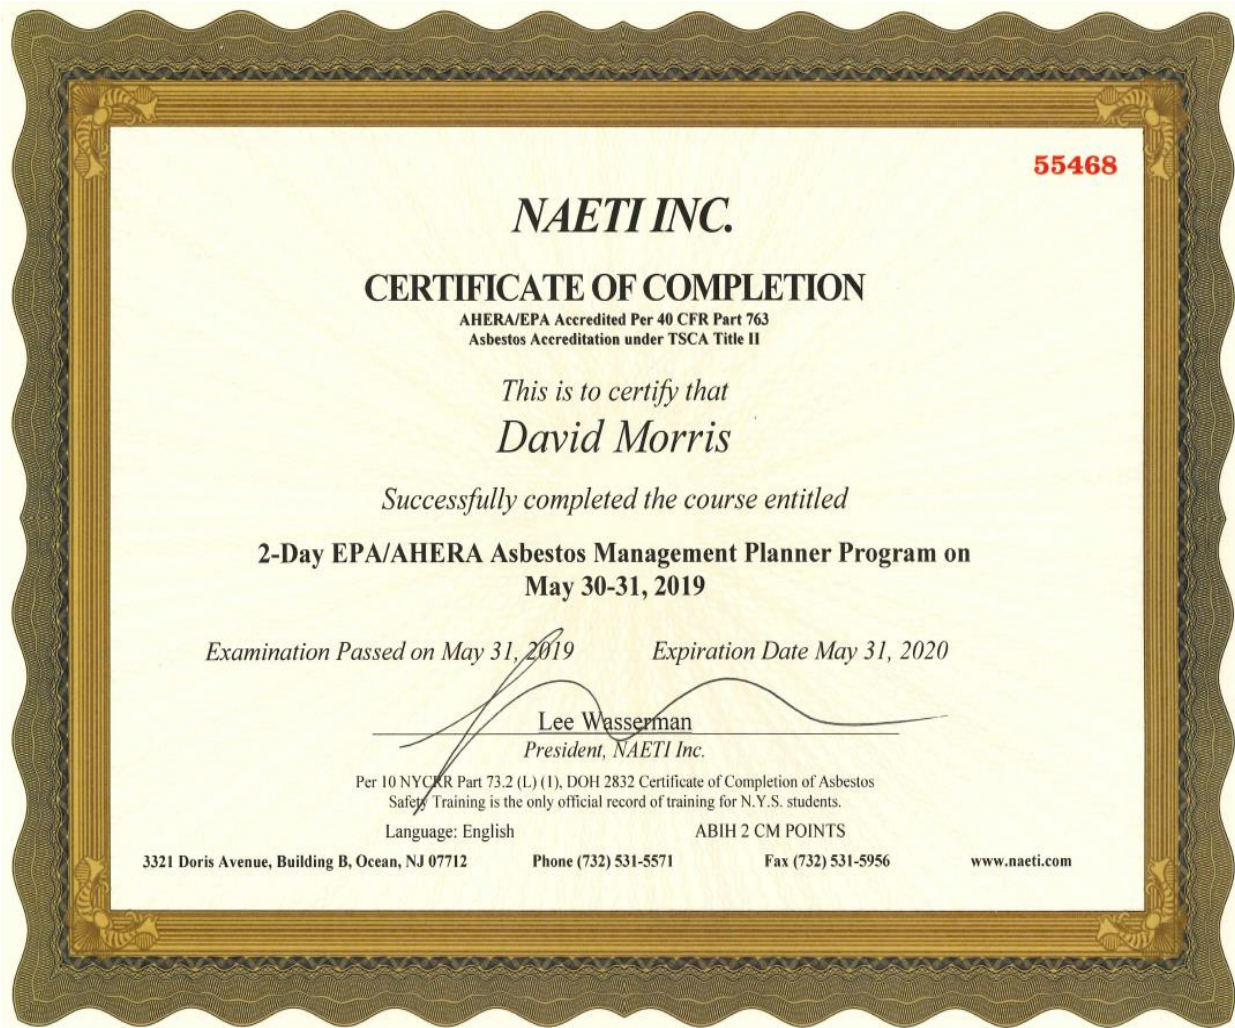 55468
NAETI INC.
CERTIFICATE OF COMPLETION
AHERA/EPA Accredited Per 40 CFR Part 763
Asbestos Accreditation under TSCA Title II
This is to certify that
David Morris
Successfully completed the course entitled
2-Day EPA/AHERA Asbestos Management Planner Program on
May 30-31, 2019
Examination Passed on May 31, 2019 Expiration Date May 31, 2020
Lee Wasserman
President, NAETI Inc.
Per 10 NYCRR Part 73.2 (L) (1), DOH 2832 Certificate of Completion of Asbestos
Safety Training is the only official record of training for N.Y.S. students.
Language: English ABIH 2 CM POINTS
3321 Doris Avenue, Building B, Ocean, NJ 07712 Phone (732) 531-5571 Fax (732) 531-5956 www.naeti.com